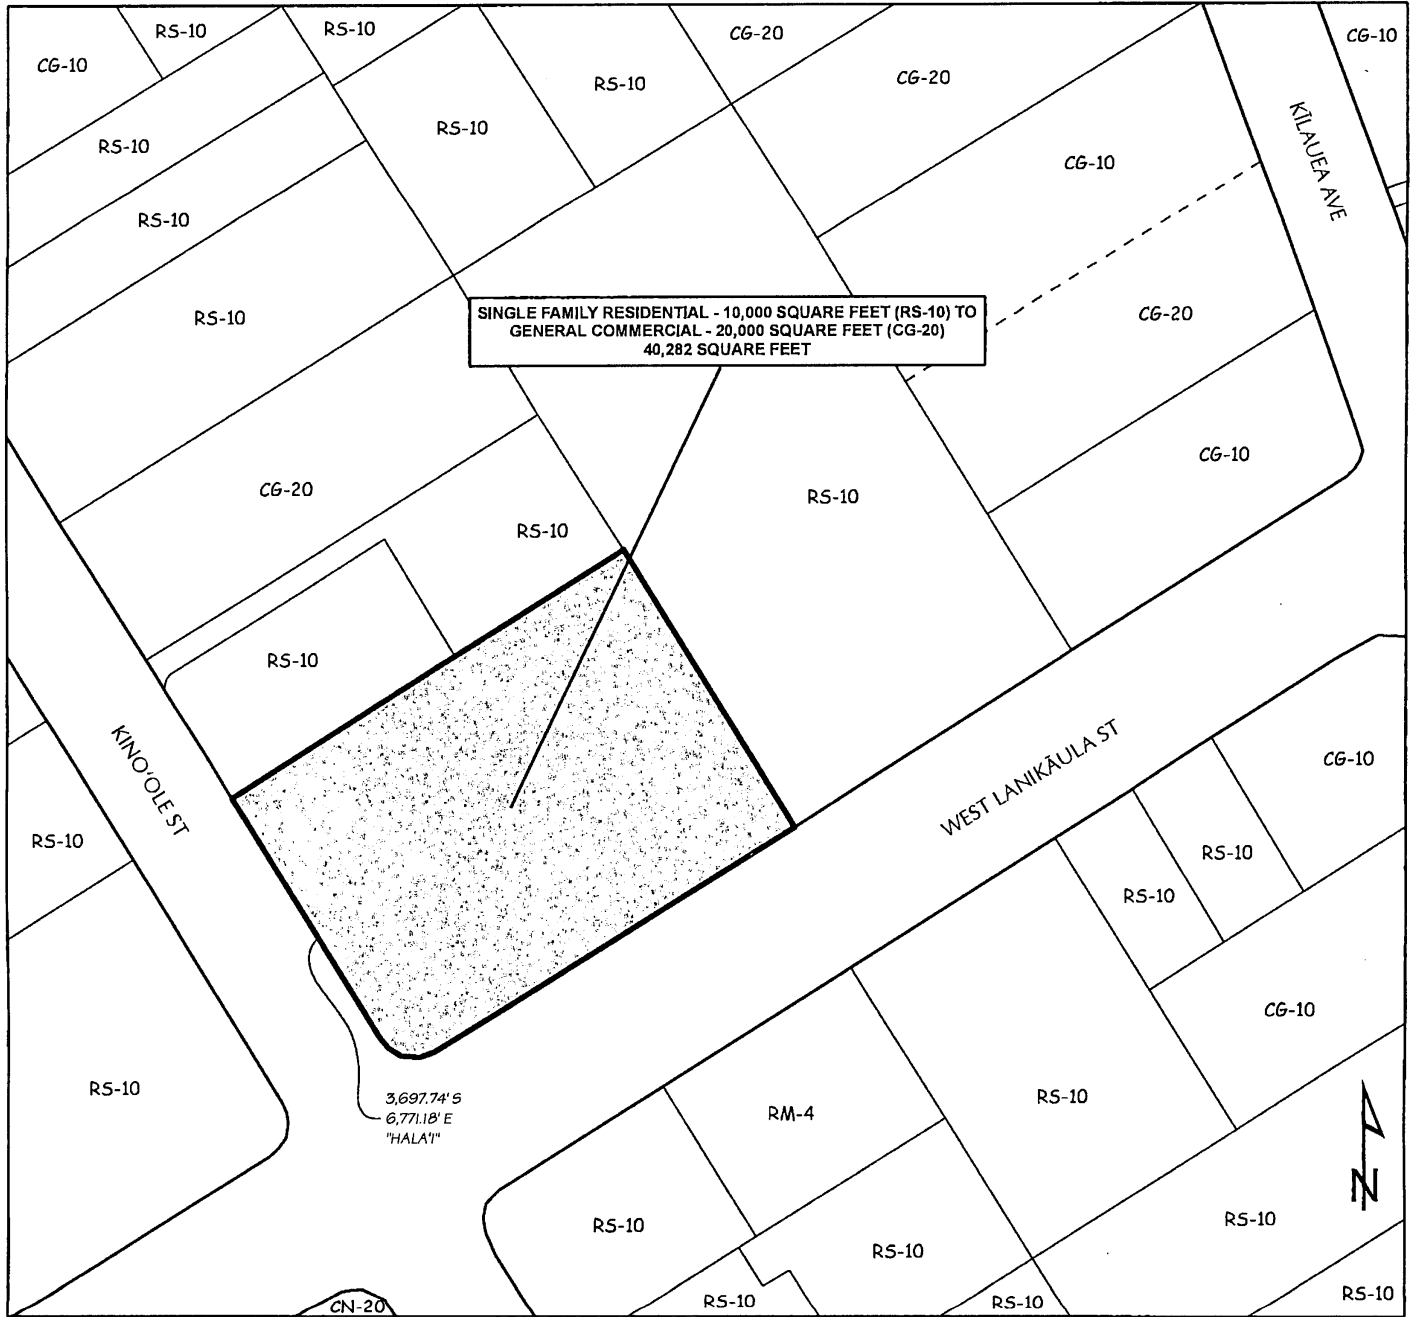 RS-10
RS-10
CG-20
CG-10
CG-10
RS-10
CG-20
RS-10
RS-10
KĪLAUEA AVE
CG-10
RS-10
RS-10
SINGLE FAMILY RESIDENTIAL - 10,000 SQUARE FEET (RS-10) TO
GENERAL COMMERCIAL - 20,000 SQUARE FEET (CG-20)
40,282 SQUARE FEET
CG-20
RS-10
CG-10
CG-20
RS-10
RS-10
RS-10
KINO'OLE ST
WEST LANIKĀULA ST
CG-10
RS-10
RS-10
RS-10
CG-10
RS-10
3,697.74' S
6,771.18' E
"HALA'I"
RM-4
RS-10
N
RS-10
RS-10
RS-10
CN-20
RS-10
RS-10
RS-10